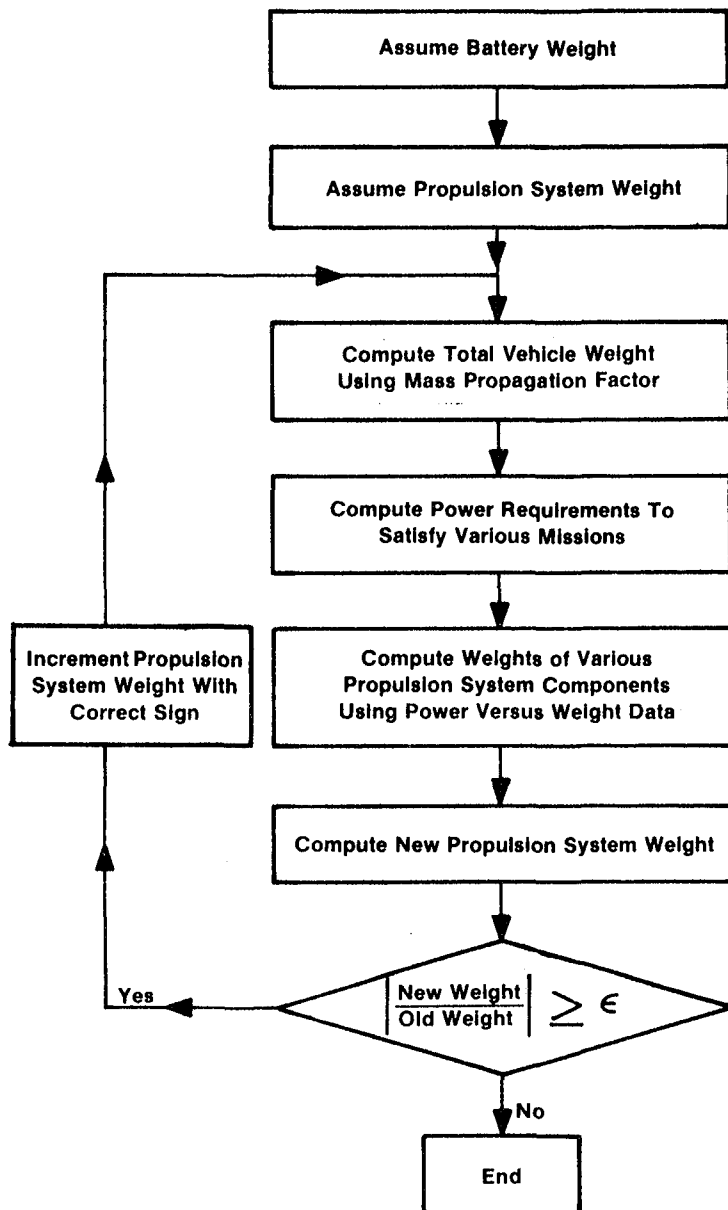 Assume Battery Weight
Assume Propulsion System Weight
Compute Total Vehicle Weight
Using Mass Propagation Factor
Compute Power Requirements To
Satisfy Various Missions
Increment Propulsion
System Weight With
Correct Sign
Compute Weights of Various
Propulsion System Components
Using Power Versus Weight Data
Compute New Propulsion System Weight
Yes
|New Weight / Old Weight| ≥ ϵ
No
End